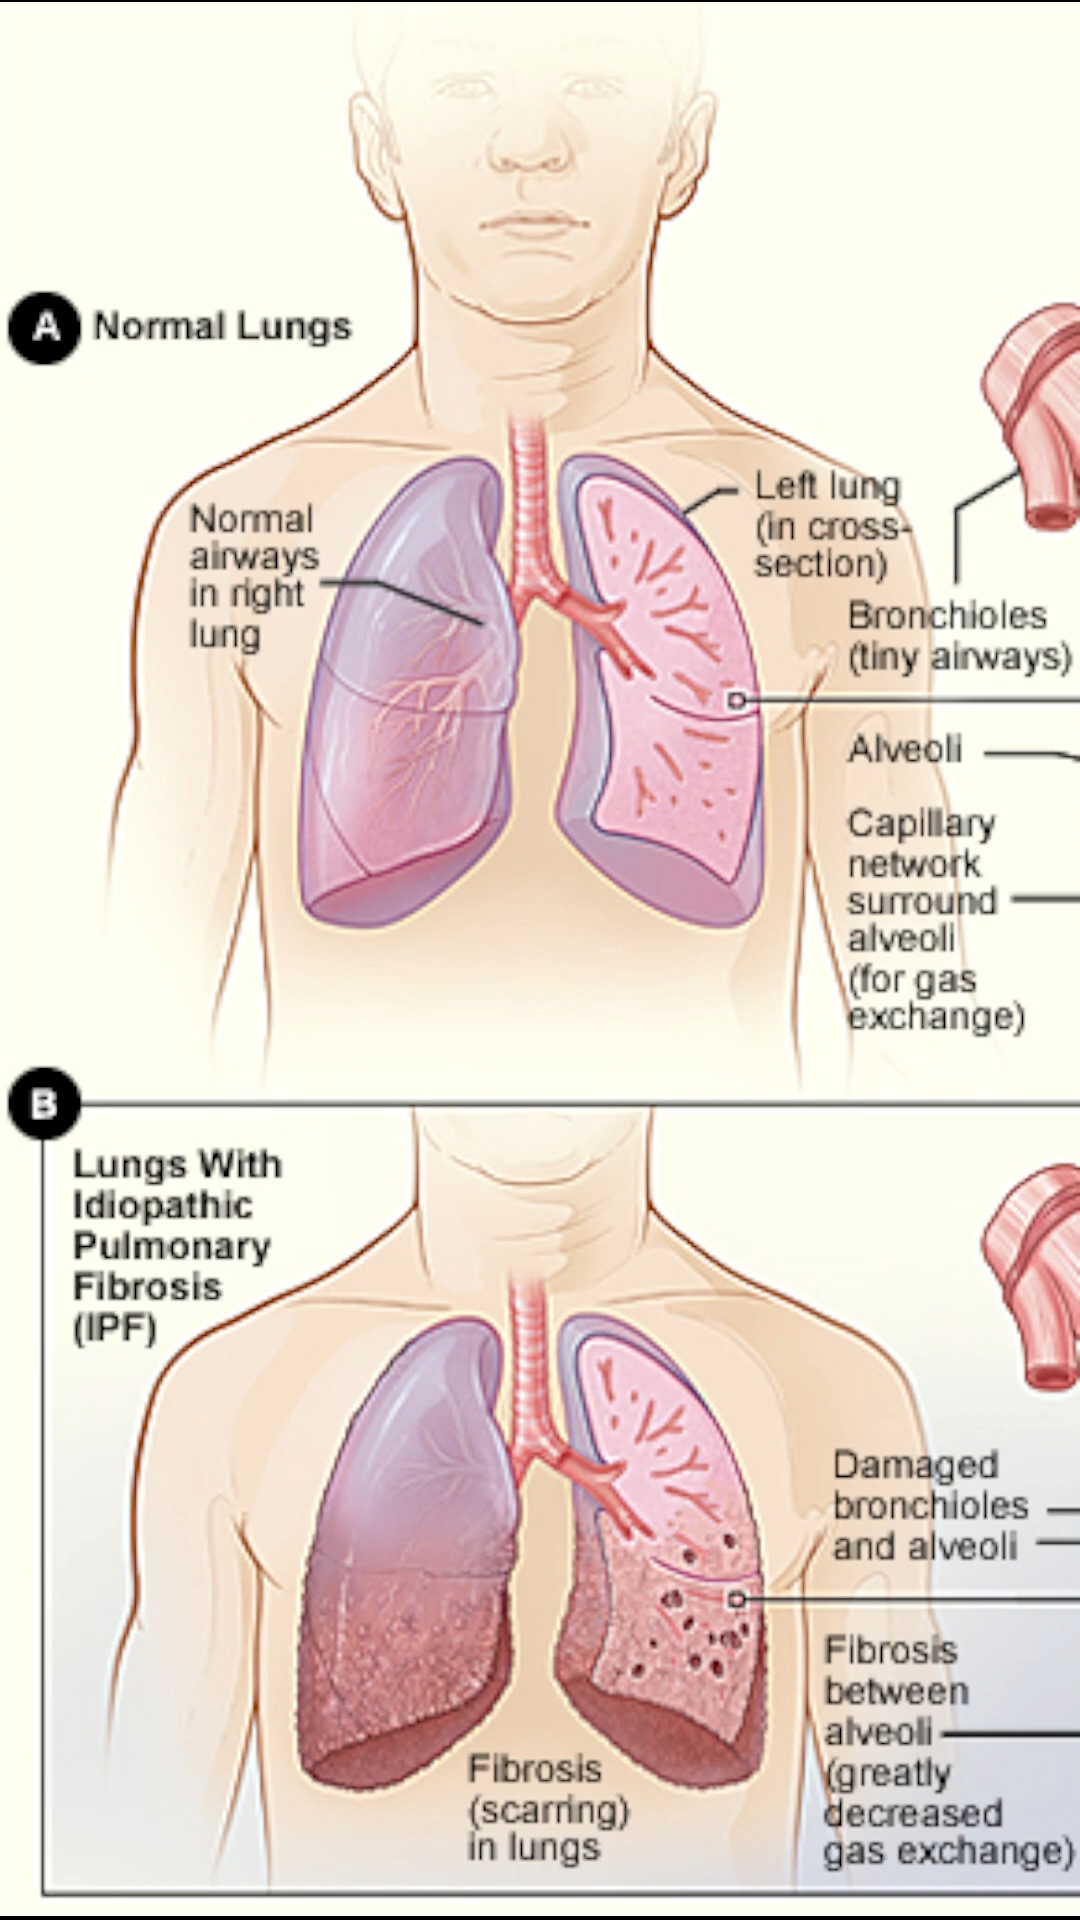 A Normal Lungs
Normal
airways
in right
lung
Left lung
(in cross-
section)
Bronchioles
(tiny airways)
Alveoli
Capillary
network
surround
alveoli
(for gas
exchange)
B
Lungs With
Idiopathic
Pulmonary
Fibrosis
(IPF)
Damaged
bronchioles
and alveoli
Fibrosis
between
alveoli
(greatly
decreased
gas exchange)
Fibrosis
(scarring)
in lungs